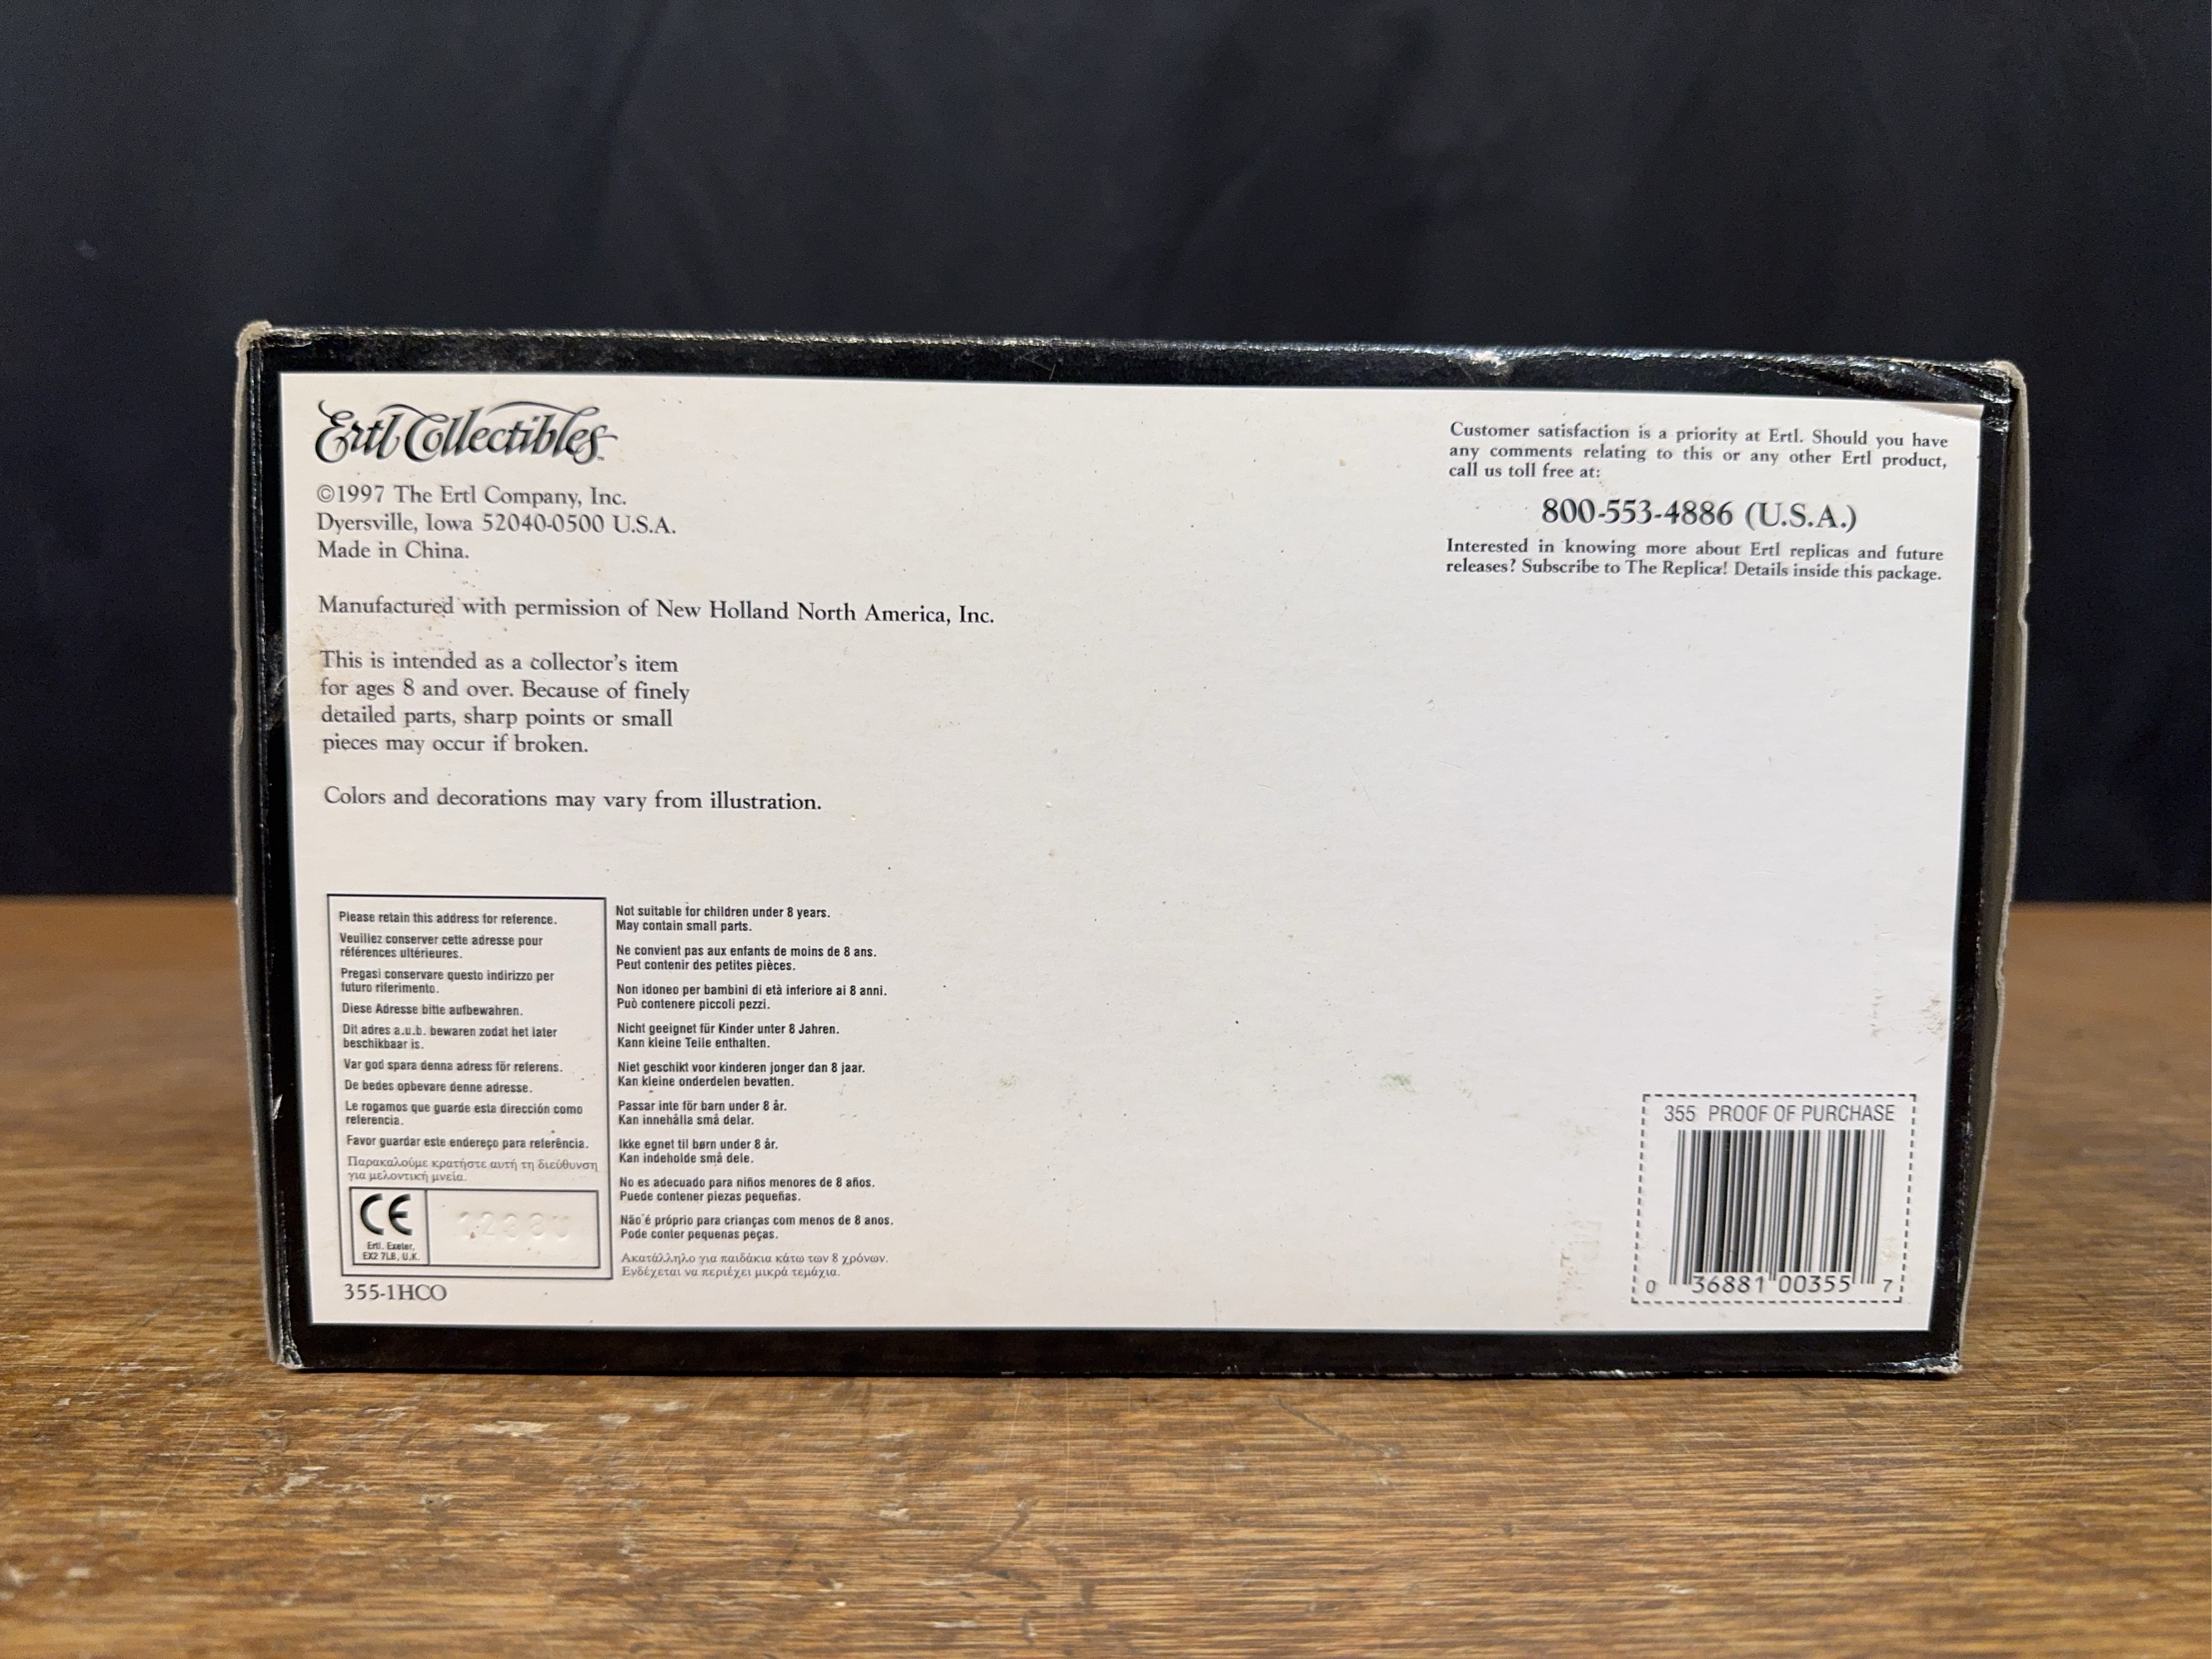 Ertl Collectibles™
©1997 The Ertl Company, Inc.
Dyersville, Iowa 52040-0500 U.S.A.
Made in China.
Manufactured with permission of New Holland North America, Inc.
This is intended as a collector's item
for ages 8 and over. Because of finely
detailed parts, sharp points or small
pieces may occur if broken.
Colors and decorations may vary from illustration.
Customer satisfaction is a priority at Ertl. Should you have
any comments relating to this or any other Ertl product,
call us toll free at:
800-553-4886 (U.S.A.)
Interested in knowing more about Ertl replicas and future
releases? Subscribe to The Replica! Details inside this package.
Please retain this address for reference.
Veuillez conserver cette adresse pour
références ultérieures.
Pregasi conservare questo indirizzo per
futuro riferimento.
Diese Adresse bitte aufbewahren.
Dit adres a.u.b. bewaren zodat het later
beschikbaar is.
Var god spara denna adress för referens.
De bedes opbevare denne adresse.
Le rogamos que guarde esta dirección como
referencia.
Favor guardar este endereço para referência.
Παρακαλούμε κρατήστε αυτή τη διεύθυνση
για μελοντική μνεία.
CE
Ertl. Exeter,
EX2 7LB, U.K.
355-1HCO
Not suitable for children under 8 years.
May contain small parts.
Ne convient pas aux enfants de moins de 8 ans.
Peut contenir des petites pièces.
Non idoneo per bambini di età inferiore ai 8 anni.
Può contenere piccoli pezzi.
Nicht geeignet für Kinder unter 8 Jahren.
Kann kleine Teile enthalten.
Niet geschikt voor kinderen jonger dan 8 jaar.
Kan kleine onderdelen bevatten.
Passar inte för barn under 8 år.
Kan innehålla små delar.
Ikke egnet til børn under 8 år.
Kan indeholde små dele.
No es adecuado para niños menores de 8 años.
Puede contener piezas pequeñas.
Não é próprio para crianças com menos de 8 anos.
Pode conter pequenas peças.
Ακατάλληλο για παιδάκια κάτω των 8 χρόνων.
Ενδέχεται να περιέχει μικρά τεμάχια.
355 PROOF OF PURCHASE
0 36881 00355 7